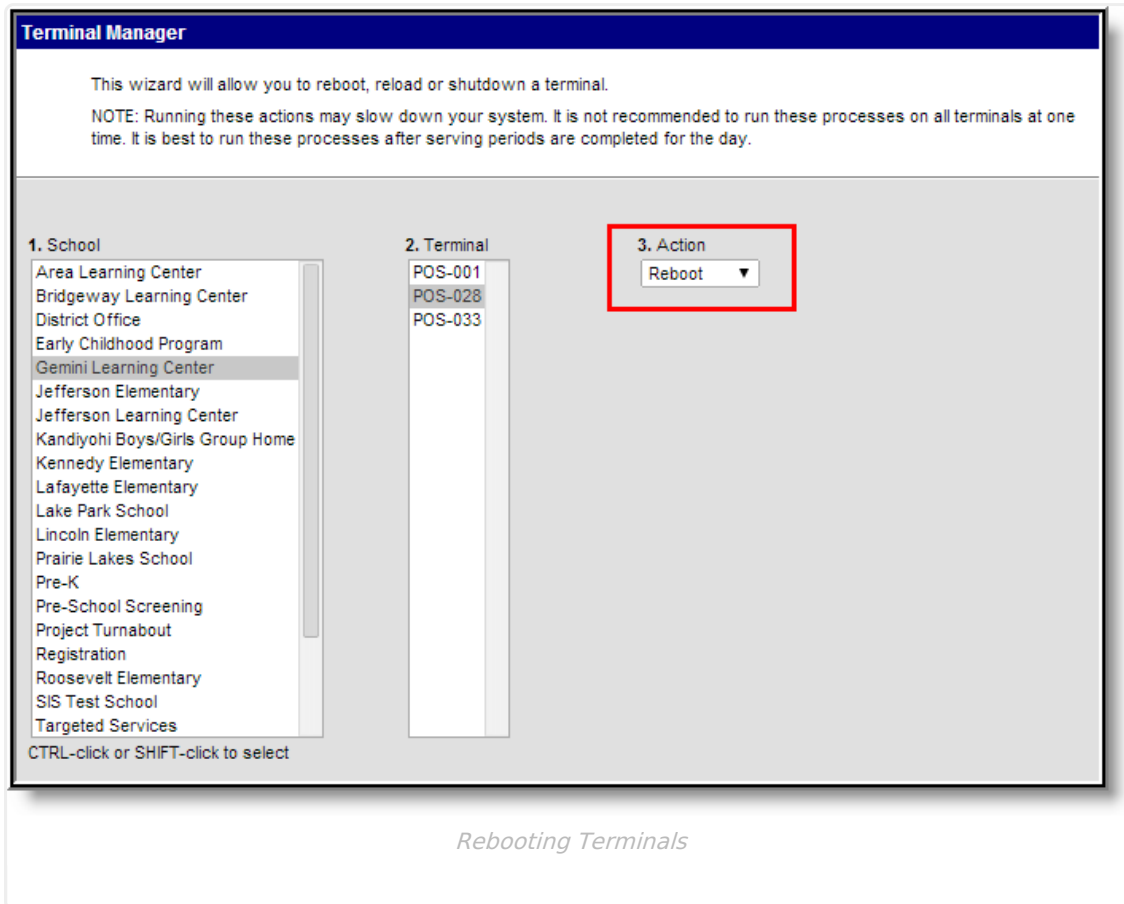 Terminal Manager
This wizard will allow you to reboot, reload or shutdown a terminal.
NOTE: Running these actions may slow down your system. It is not recommended to run these processes on all terminals at one
time. It is best to run these processes after serving periods are completed for the day.
1. School
Area Learning Center
Bridgeway Learning Center
District Office
Early Childhood Program
Gemini Learning Center
Jefferson Elementary
Jefferson Learning Center
Kandiyohi Boys/Girls Group Home
Kennedy Elementary
Lafayette Elementary
Lake Park School
Lincoln Elementary
Prairie Lakes School
Pre-K
Pre-School Screening
Project Turnabout
Registration
Roosevelt Elementary
SIS Test School
Targeted Services
CTRL-click or SHIFT-click to select
2. Terminal
POS-001
POS-028
POS-033
3. Action
Reboot
Rebooting Terminals